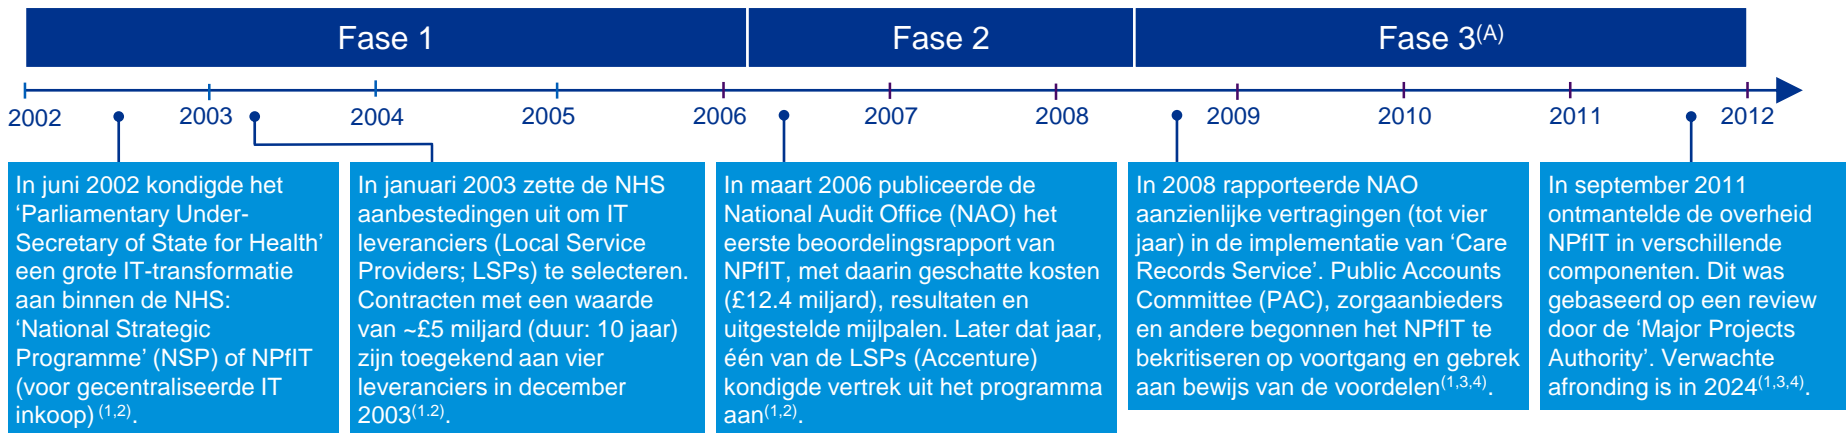 Fase 1
Fase 2
Fase 3(A)
2002
2003
2004
2005
2006
2007
2008
2009
2010
2011
2012
In juni 2002 kondigde het
‘Parliamentary Under-
Secretary of State for Health’
een grote IT-transformatie
aan binnen de NHS:
‘National Strategic
Programme’ (NSP) of NPfIT
(voor gecentraliseerde IT
inkoop) (1,2).
In januari 2003 zette de NHS
aanbestedingen uit om IT
leveranciers (Local Service
Providers; LSPs) te selecteren.
Contracten met een waarde
van ~£5 miljard (duur: 10 jaar)
zijn toegekend aan vier
leveranciers in december
2003(1.2).
In maart 2006 publiceerde de
National Audit Office (NAO) het
eerste beoordelingsrapport van
NPfIT, met daarin geschatte kosten
(£12.4 miljard), resultaten en
uitgestelde mijlpalen. Later dat jaar,
één van de LSPs (Accenture)
kondigde vertrek uit het programma
aan(1,2).
In 2008 rapporteerde NAO
aanzienlijke vertragingen (tot vier
jaar) in de implementatie van ‘Care
Records Service’. Public Accounts
Committee (PAC), zorgaanbieders
en andere begonnen het NPfIT te
bekritiseren op voortgang en gebrek
aan bewijs van de voordelen(1,3,4).
In september 2011
ontmantelde de overheid
NPfIT in verschillende
componenten. Dit was
gebaseerd op een review
door de ‘Major Projects
Authority’. Verwachte
afronding is in 2024(1,3,4).